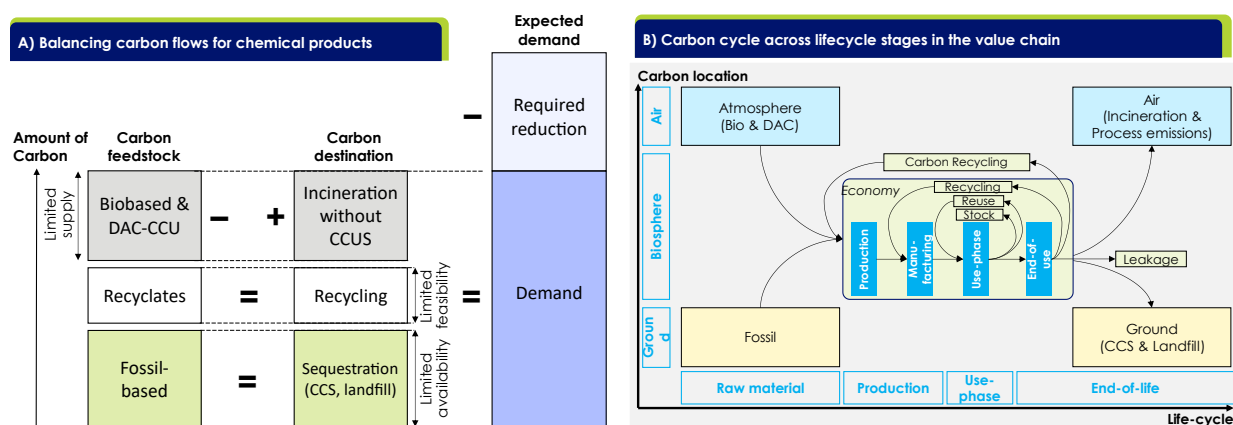 A) Balancing carbon flows for chemical products
Expected
demand
Amount of
Carbon
Carbon
feedstock
Carbon
destination
−
Required
reduction
Limited
supply
Biobased &
DAC-CCU
−
+
Incineration
without
CCUS
Recyclates
=
Recycling
Limited
feasibility
=
Demand
Fossil-
based
=
Sequestration
(CCS, landfill)
Limited
availability
B) Carbon cycle across lifecycle stages in the value chain
Carbon location
Air
Atmosphere
(Bio & DAC)
Air
(Incineration &
Process emissions)
Biosphere
Carbon Recycling
Economy
Recycling
Reuse
Stock
Production
Manu-
facturing
Use-phase
End-of-
use
Leakage
Groun
d
Fossil
Ground
(CCS & Landfill)
Raw material
Production
Use-
phase
End-of-life
Life-cycle